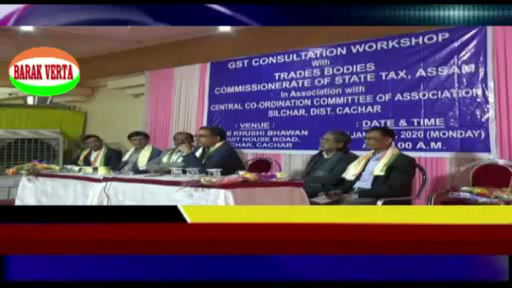 BARAK VERTA
GST CONSULTATION WORKSHOP
With
TRADES BODIES
COMMISSIONERATE OF STATE TAX, ASSAM
In Association with
CENTRAL CO-ORDINATION COMMITTEE OF ASSOCIATION
SILCHAR, DIST. CACHAR
: VENUE :
KHUSHI BHAWAN
HOUSE ROAD,
CACHAR
: DATE & TIME :
2020 (MONDAY)
A.M.